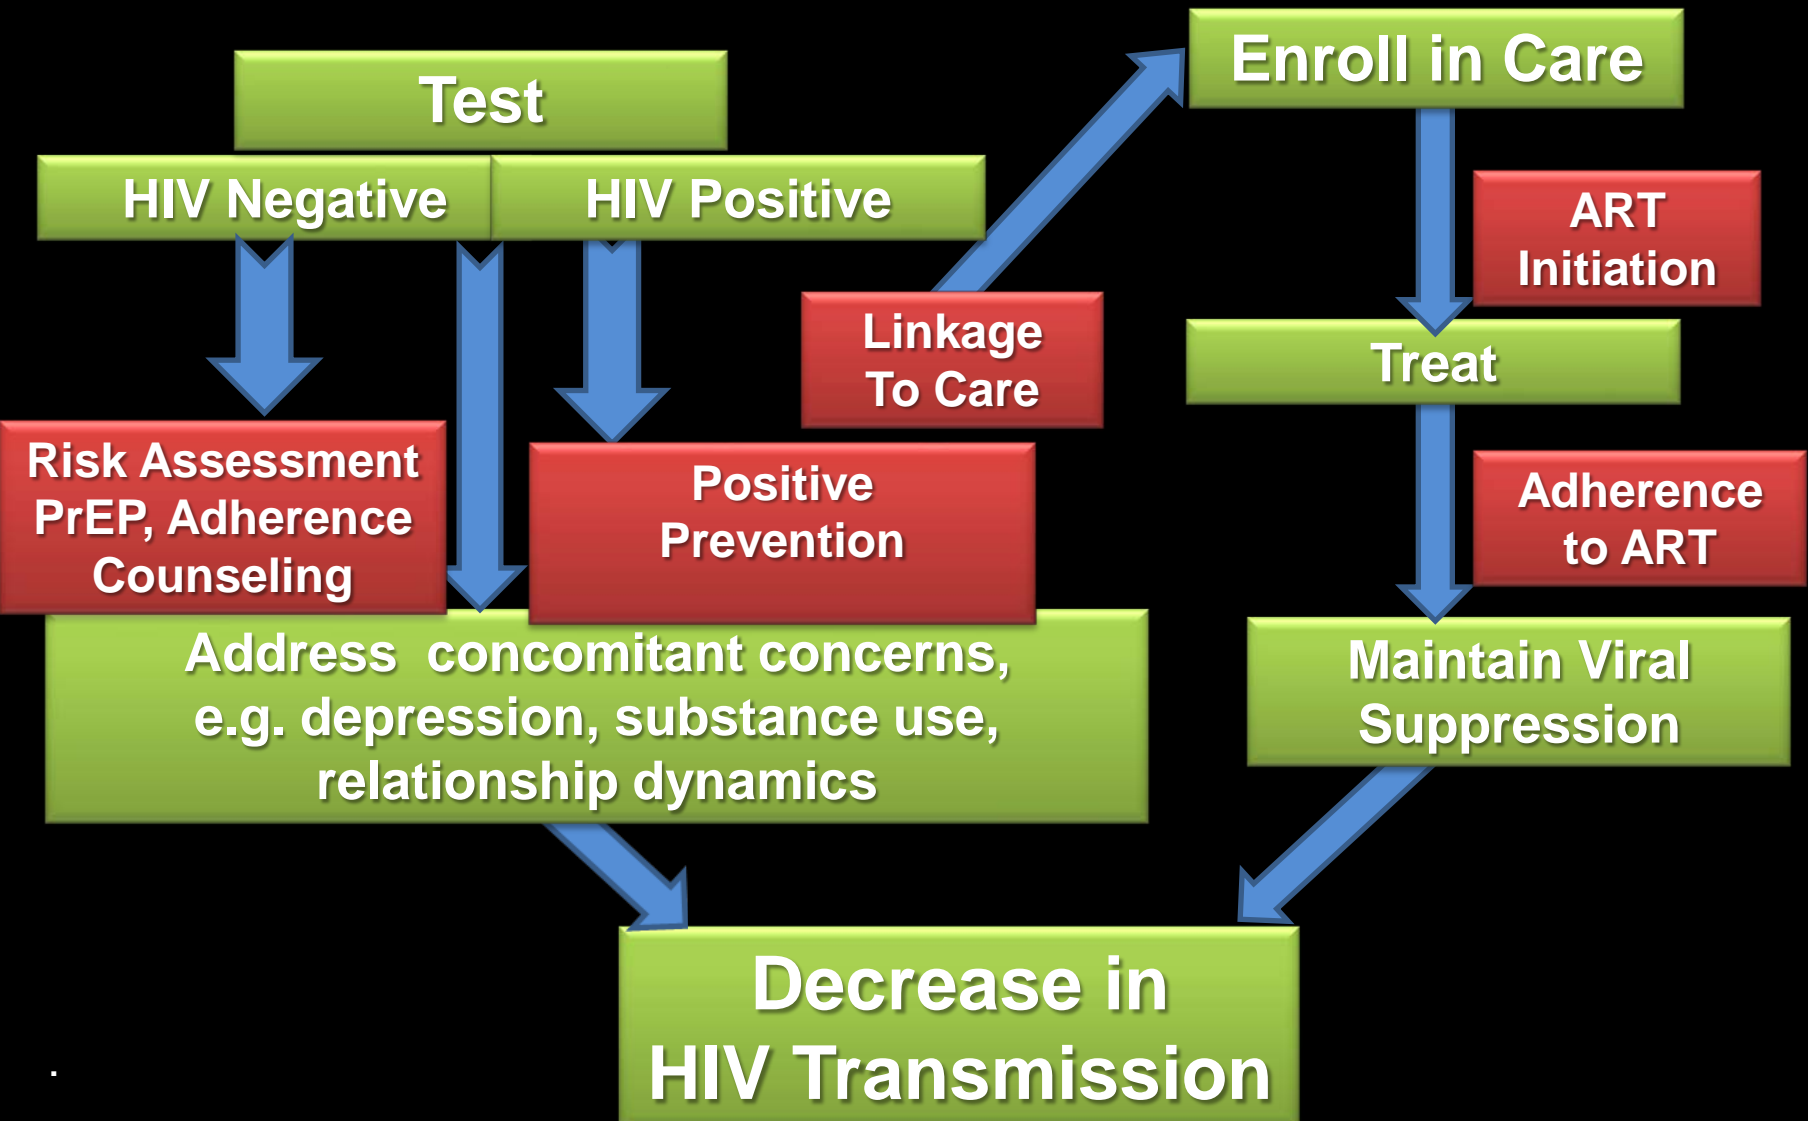 Test
HIV Negative
HIV Positive
Risk Assessment
PrEP, Adherence
Counseling
Positive
Prevention
Address concomitant concerns,
e.g. depression, substance use,
relationship dynamics
Linkage
To Care
Enroll in Care
ART
Initiation
Treat
Adherence
to ART
Maintain Viral
Suppression
Decrease in
HIV Transmission
.